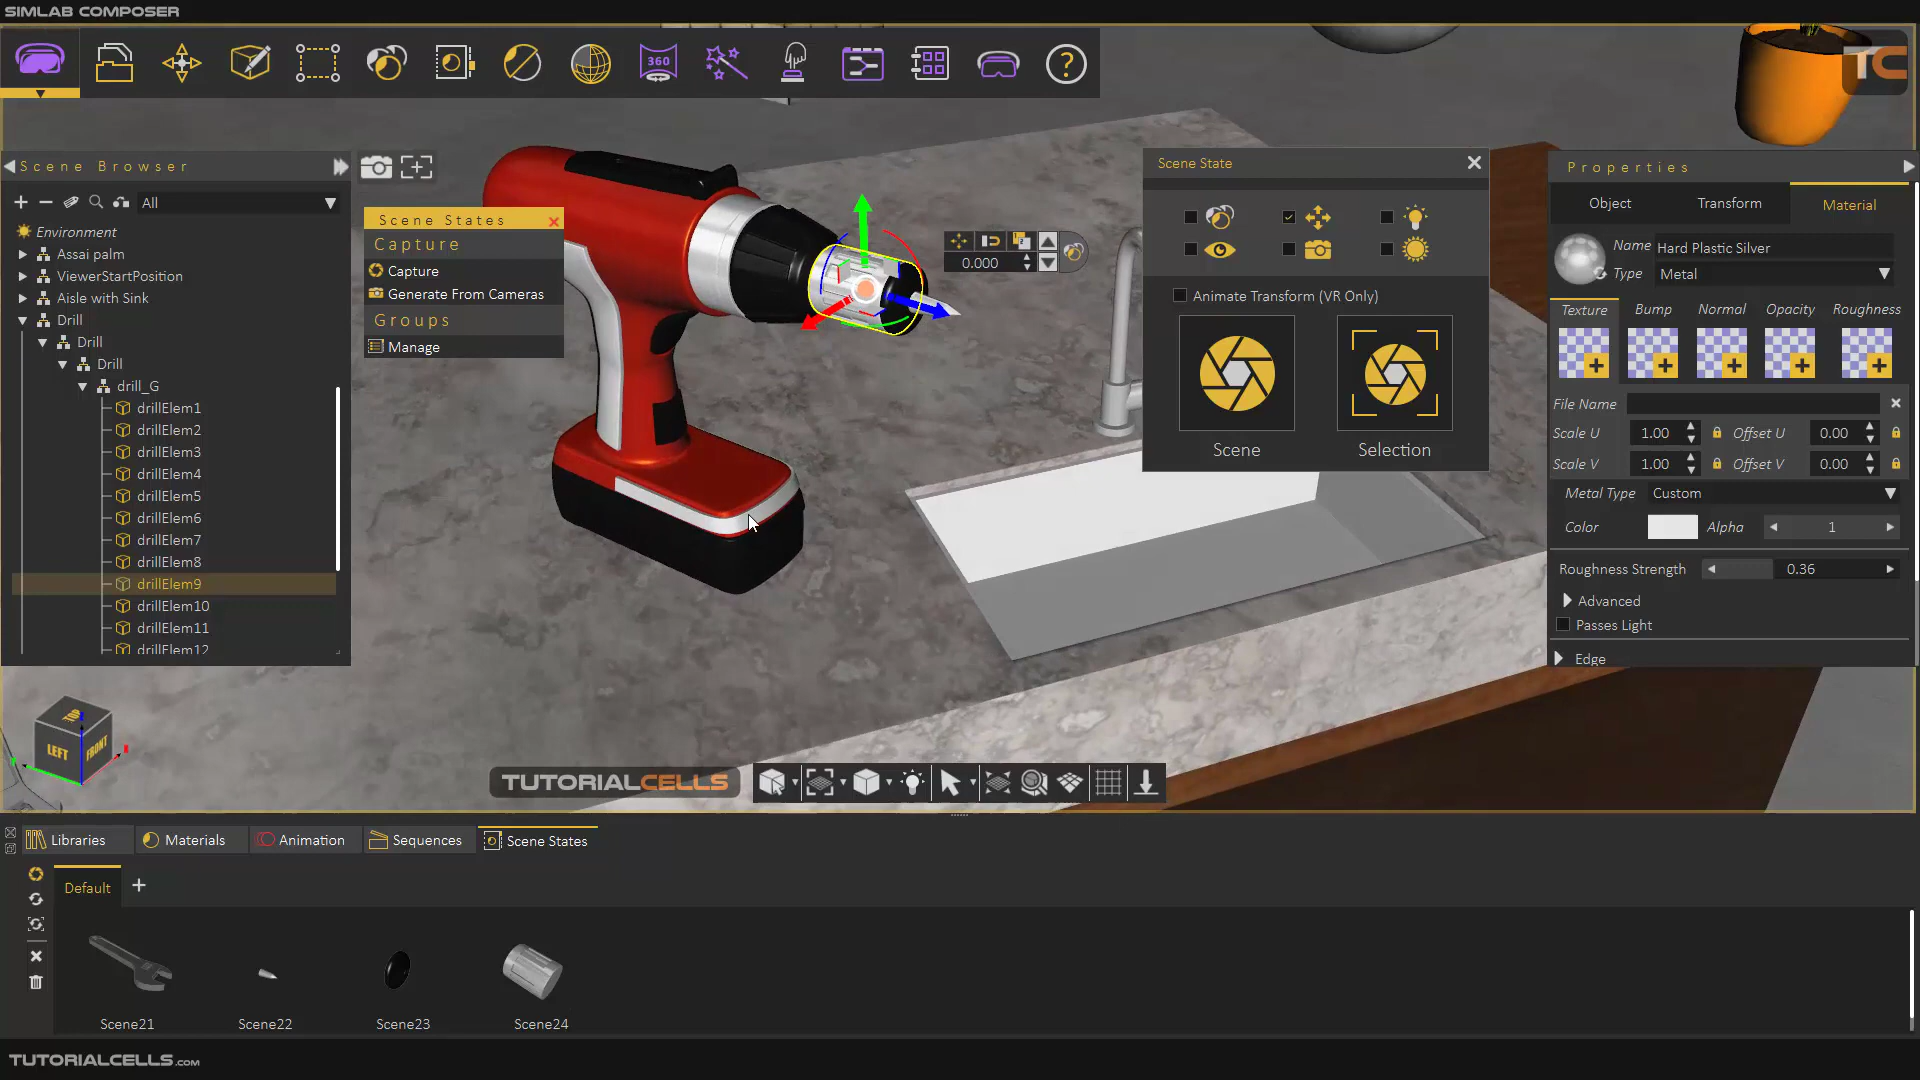 SIMLAB COMPOSER
360
?
TC
Scene Browser
All
Environment
Assai palm
ViewerStartPosition
Aisle with Sink
Drill
Drill
Drill
drill_G
drillElem1
drillElem2
drillElem3
drillElem4
drillElem5
drillElem6
drillElem7
drillElem8
drillElem9
drillElem10
drillElem11
drillElem12
Scene States
Capture
Capture
Generate From Cameras
Groups
Manage
0.000
Scene State
Animate Transform (VR Only)
Scene
Selection
Properties
Object
Transform
Material
Name
Hard Plastic Silver
Type
Metal
Texture
Bump
Normal
Opacity
Roughness
File Name
Scale U
1.00
Offset U
0.00
Scale V
1.00
Offset V
0.00
Metal Type
Custom
Color
Alpha
1
Roughness Strength
0.36
Advanced
Passes Light
Edge
TOP
LEFT
FRONT
TUTORIALCELLS
Libraries
Materials
Animation
Sequences
Scene States
Default
Scene21
Scene22
Scene23
Scene24
TUTORIALCELLS.com